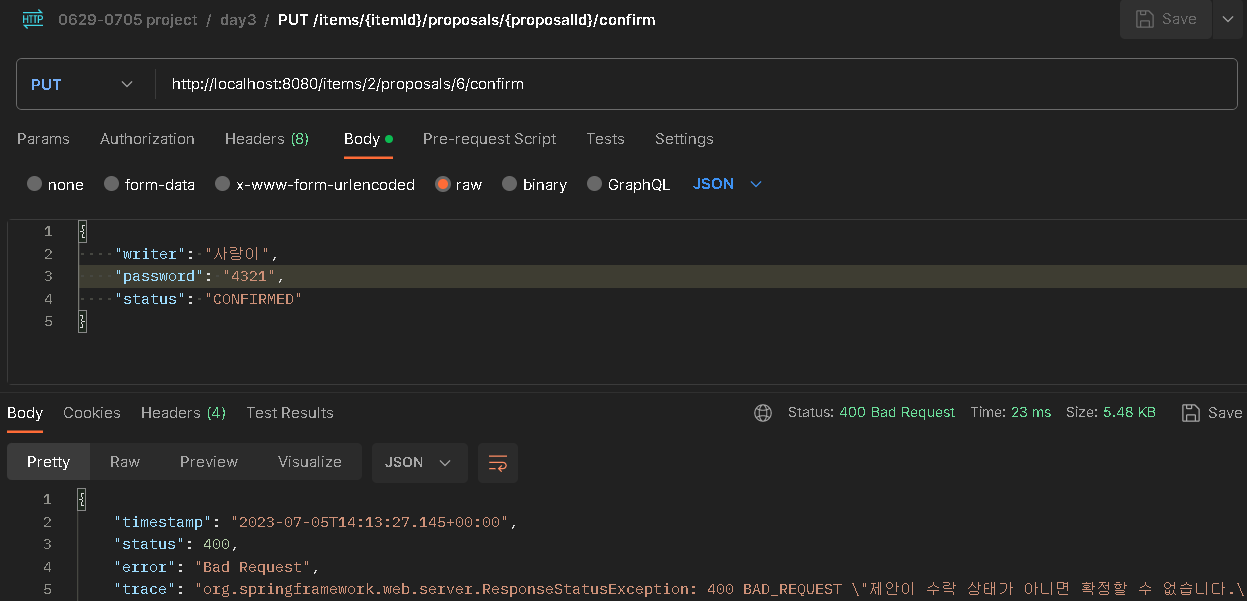 HTTP 0629-0705 project / day3 / PUT /items/{itemId}/proposals/{proposalId}/confirm Save
PUT http://localhost:8080/items/2/proposals/6/confirm
Params Authorization Headers (8) Body Pre-request Script Tests Settings
none form-data x-www-form-urlencoded raw binary GraphQL JSON
1 {
2 "writer": "사랑이",
3 "password": "4321",
4 "status": "CONFIRMED"
5 }
Body Cookies Headers (4) Test Results Status: 400 Bad Request Time: 23 ms Size: 5.48 KB Save
Pretty Raw Preview Visualize JSON
1 {
2 "timestamp": "2023-07-05T14:13:27.145+00:00",
3 "status": 400,
4 "error": "Bad Request",
5 "trace": "org.springframework.web.server.ResponseStatusException: 400 BAD_REQUEST \"제안이 수락 상태가 아니면 확정할 수 없습니다.\